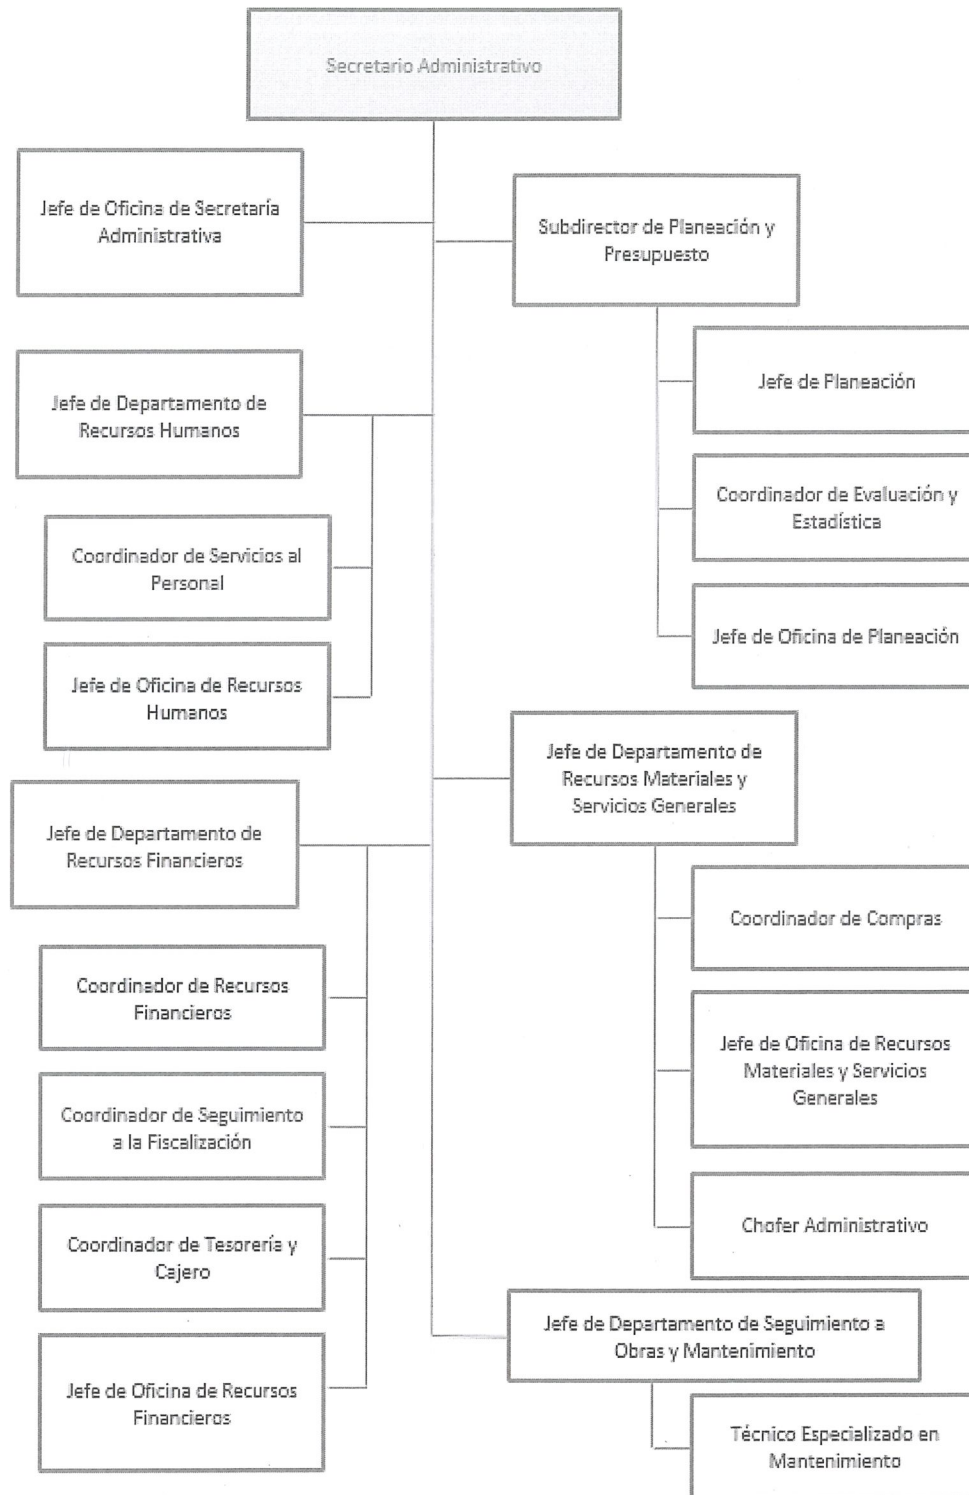 Secretario Administrativo
Jefe de Oficina de Secretaría
Administrativa
Subdirector de Planeación y
Presupuesto
Jefe de Planeación
Coordinador de Evaluación y
Estadística
Jefe de Oficina de Planeación
Jefe de Departamento de
Recursos Humanos
Coordinador de Servicios al
Personal
Jefe de Oficina de Recursos
Humanos
Jefe de Departamento de
Recursos Materiales y
Servicios Generales
Coordinador de Compras
Jefe de Oficina de Recursos
Materiales y Servicios
Generales
Chofer Administrativo
Jefe de Departamento de
Recursos Financieros
Coordinador de Recursos
Financieros
Coordinador de Seguimiento
a la Fiscalización
Coordinador de Tesorería y
Cajero
Jefe de Oficina de Recursos
Financieros
Jefe de Departamento de Seguimiento a
Obras y Mantenimiento
Técnico Especializado en
Mantenimiento